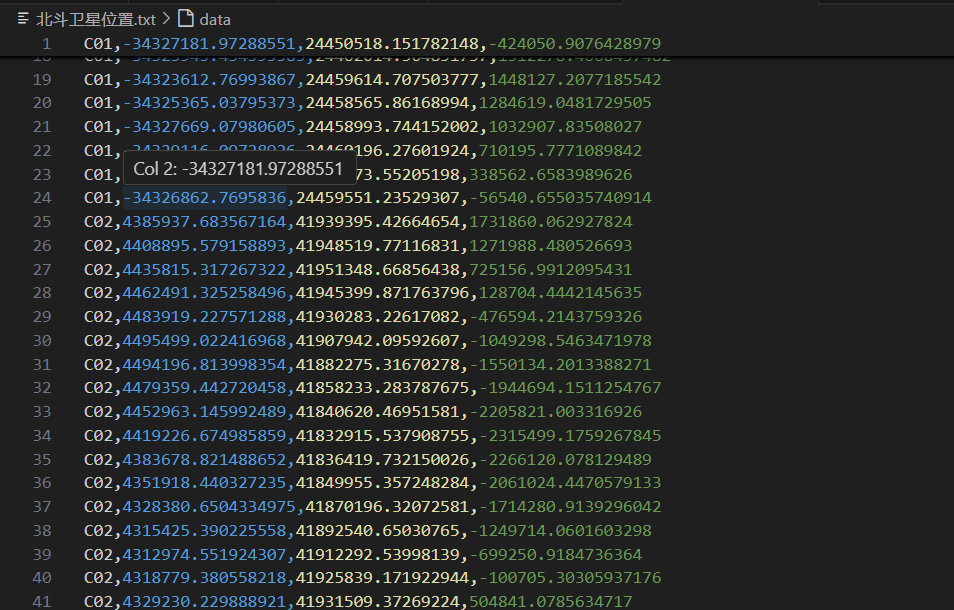 北斗卫星位置.txt > data
1 C01,-34327181.97288551,24450518.151782148,-424050.9076428979
19 C01,-34323612.76993867,24459614.707503777,1448127.2077185542
20 C01,-34325365.03795373,24458565.86168994,1284619.0481729505
21 C01,-34327669.07980605,24458993.744152002,1032907.83508027
22 C01,-34329116.09728926,24460196.27601924,710195.7771089842
23 C01, 73.55205198,338562.6583989626
Col 2: -34327181.97288551
24 C01,-34326862.7695836,24459551.23529307,-56540.655035740914
25 C02,4385937.683567164,41939395.42664654,1731860.062927824
26 C02,4408895.579158893,41948519.77116831,1271988.480526693
27 C02,4435815.317267322,41951348.66856438,725156.9912095431
28 C02,4462491.325258496,41945399.871763796,128704.4442145635
29 C02,4483919.227571288,41930283.22617082,-476594.2143759326
30 C02,4495499.022416968,41907942.09592607,-1049298.5463471978
31 C02,4494196.813998354,41882275.31670278,-1550134.2013388271
32 C02,4479359.442720458,41858233.283787675,-1944694.1511254767
33 C02,4452963.145992489,41840620.46951581,-2205821.003316926
34 C02,4419226.674985859,41832915.537908755,-2315499.1759267845
35 C02,4383678.821488652,41836419.732150026,-2266120.078129489
36 C02,4351918.440327235,41849955.357248284,-2061024.4470579133
37 C02,4328380.6504334975,41870196.32072581,-1714280.9139296042
38 C02,4315425.390225558,41892540.65030765,-1249714.0601603298
39 C02,4312974.551924307,41912292.53998139,-699250.9184736364
40 C02,4318779.380558218,41925839.171922944,-100705.30305937176
41 C02,4329230.229888921,41931509.37269224,504841.0785634717